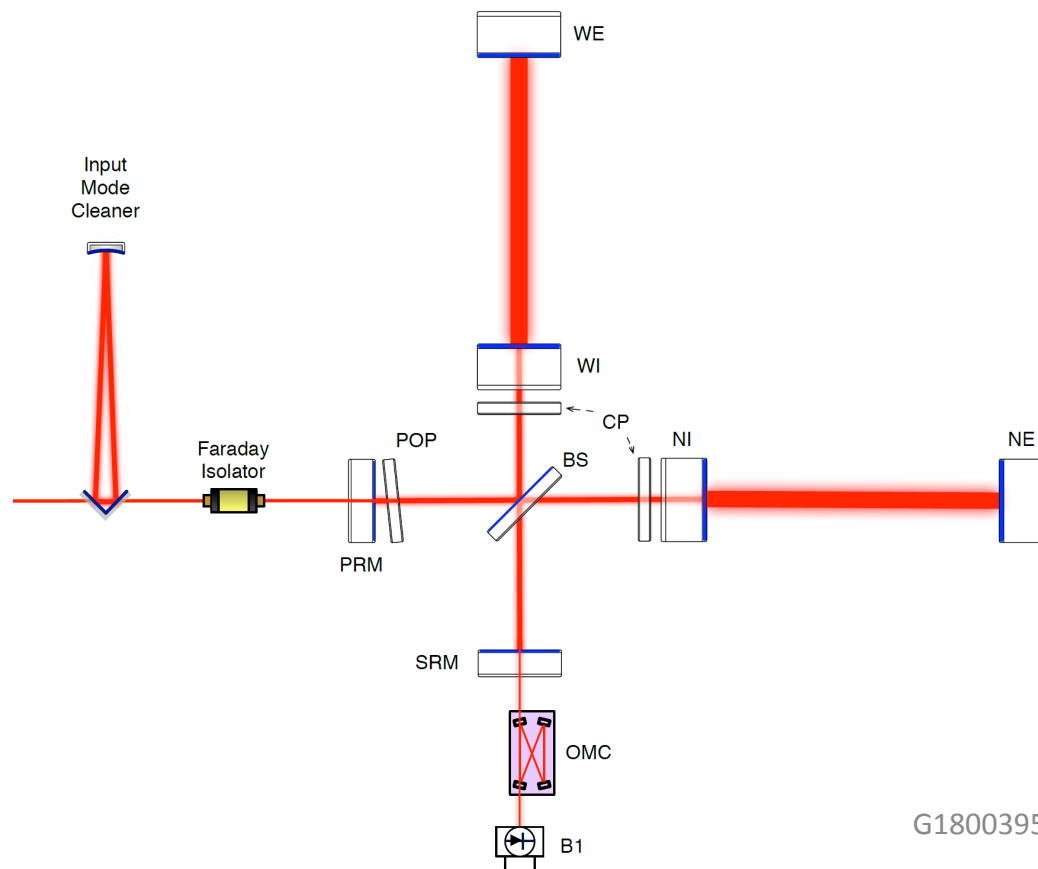 WE
Input
Mode
Cleaner
WI
CP
POP
NI
NE
Faraday
Isolator
BS
PRM
SRM
OMC
G1800395
B1